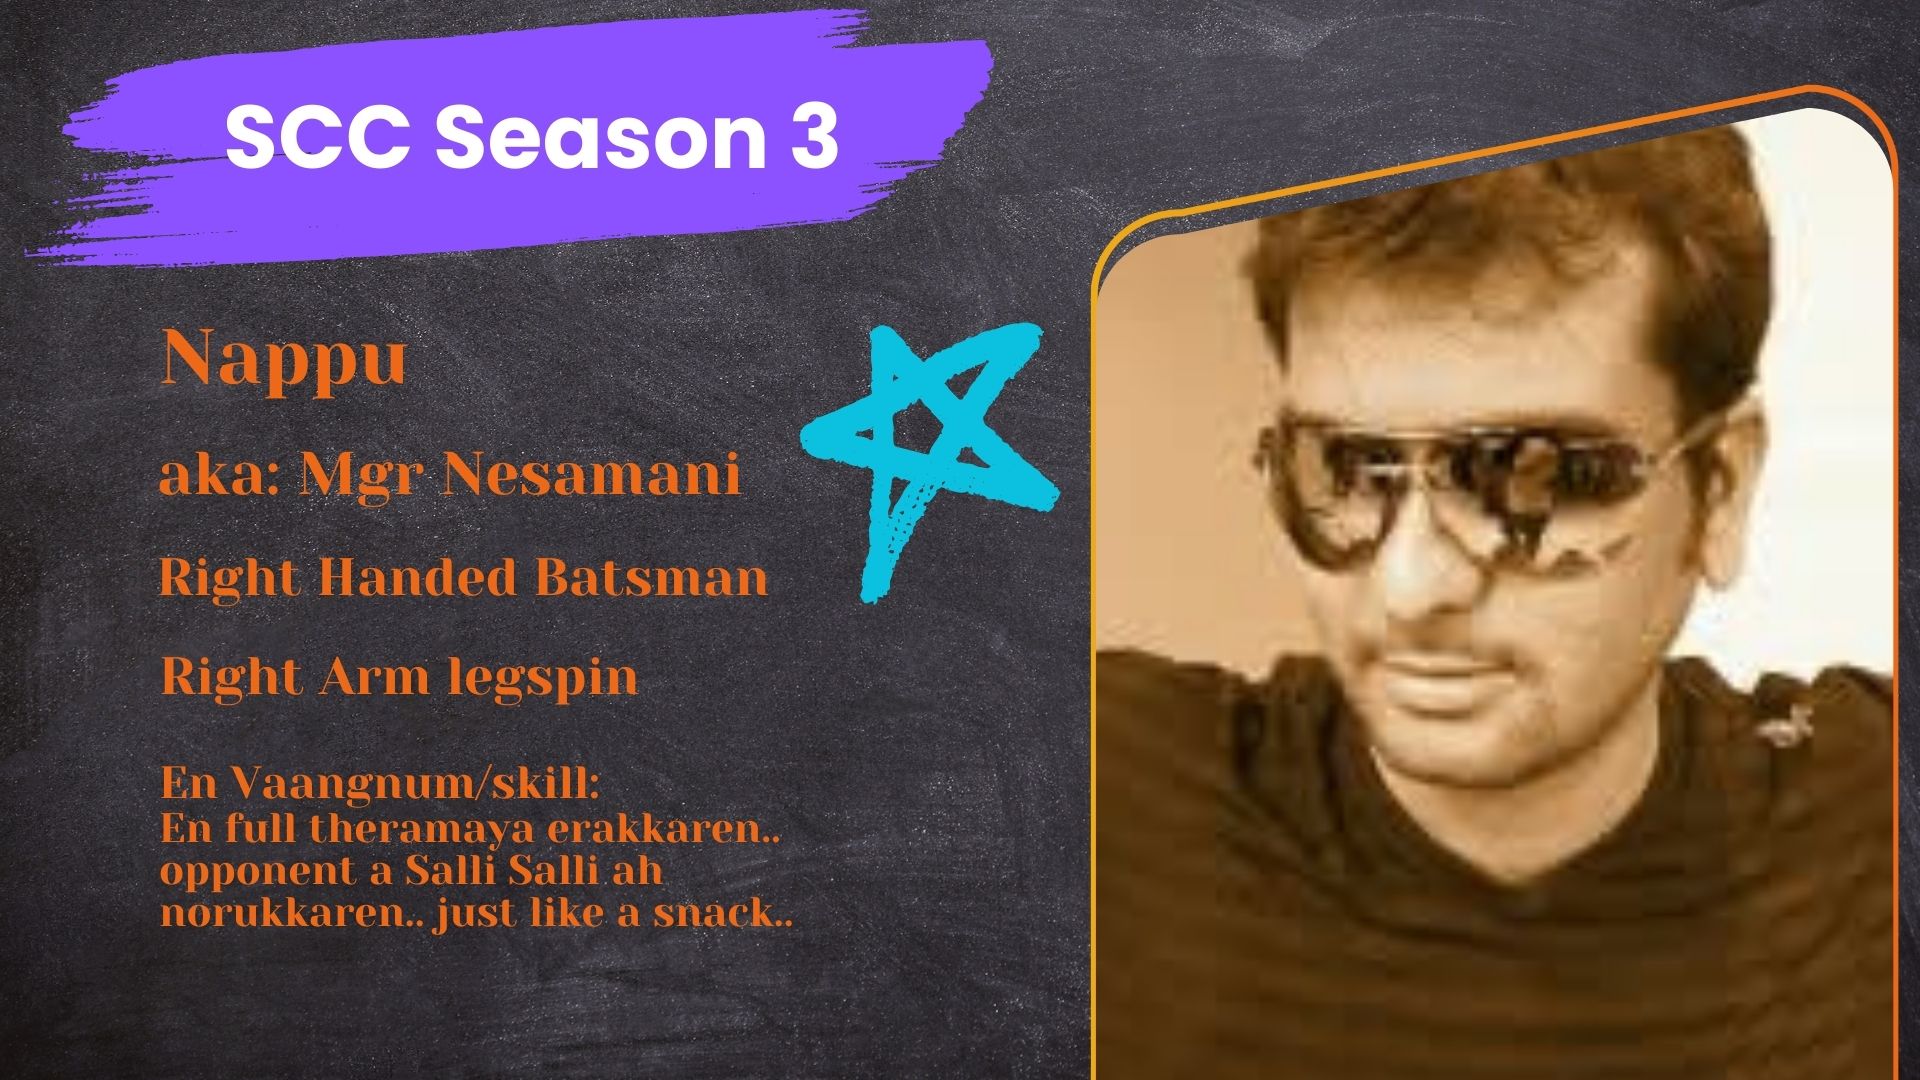 SCC Season 3
Nappu
aka: Mgr Nesamani
Right Handed Batsman
Right Arm legspin
En Vaangnum/skill:
En full theramaya erakkaren..
opponent a Salli Salli ah
norukkaren.. just like a snack..